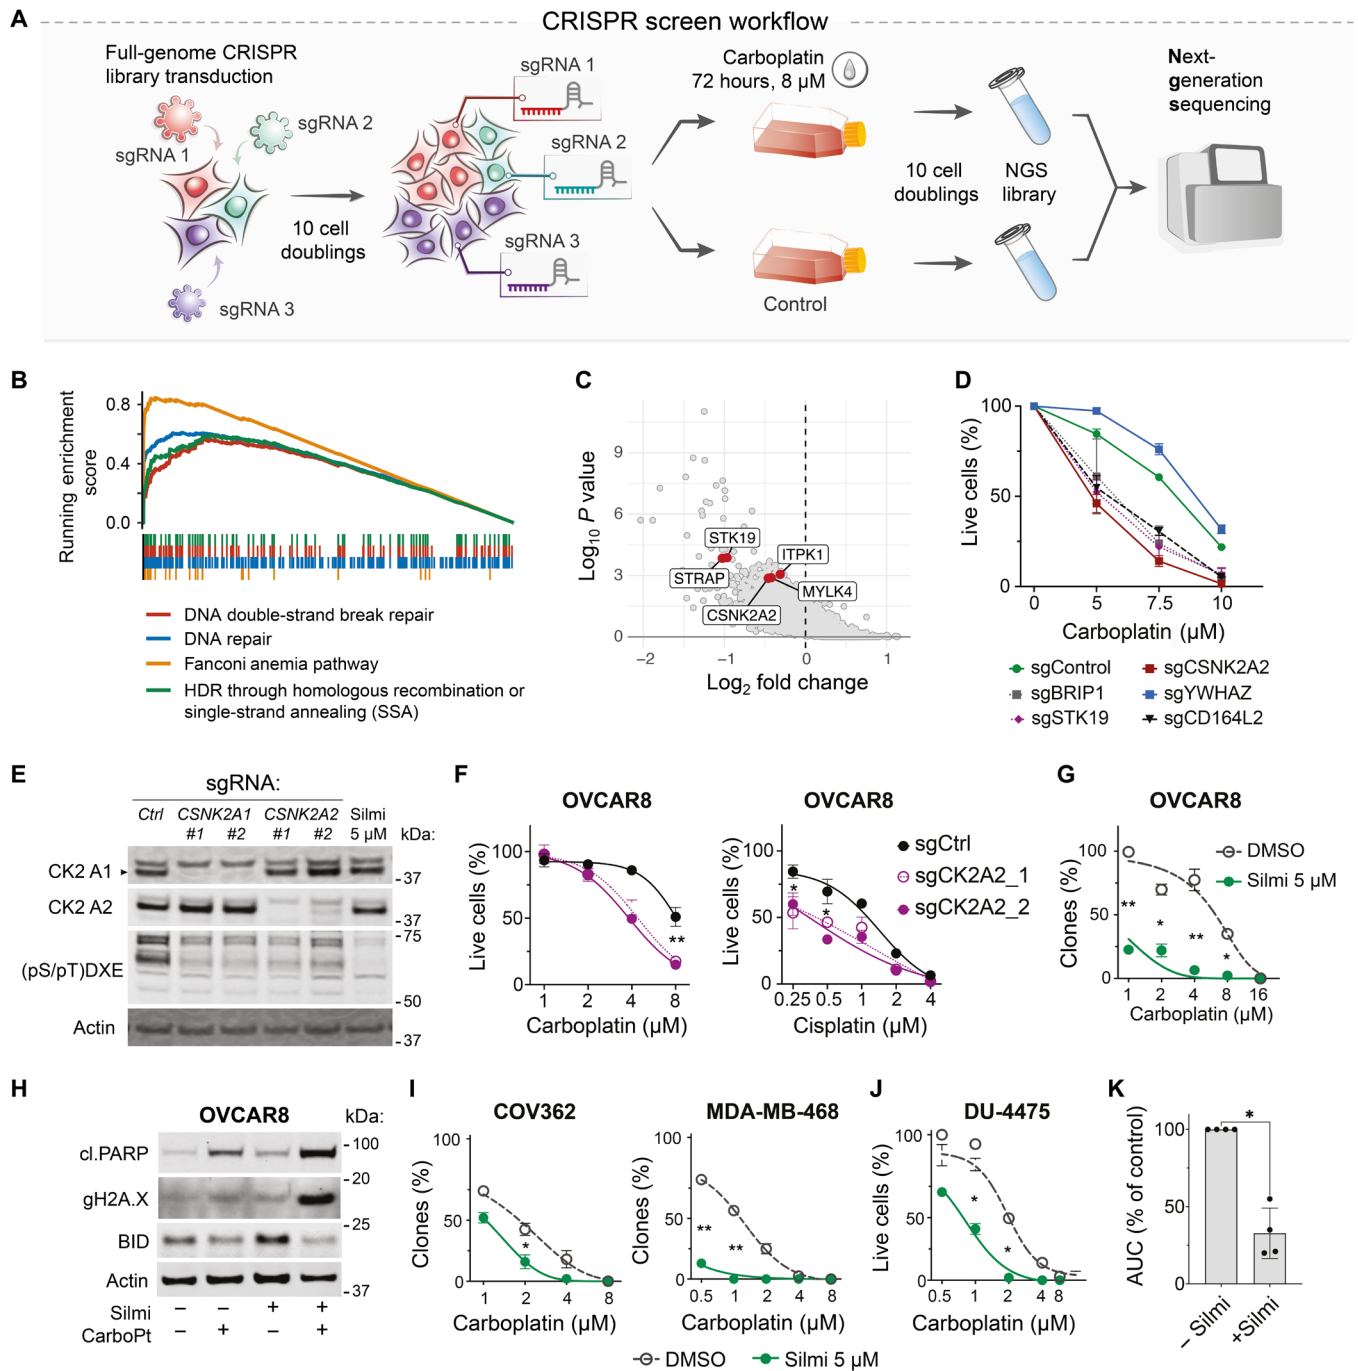 A
CRISPR screen workflow
Full-genome CRISPR
library transduction
sgRNA 1
sgRNA 2
sgRNA 3
10 cell
doublings
sgRNA 1
sgRNA 2
sgRNA 3
Carboplatin
72 hours, 8 µM
Control
10 cell
doublings
NGS
library
Next-
generation
sequencing
B
Running enrichment
score
0.8
0.4
0.0
DNA double-strand break repair
DNA repair
Fanconi anemia pathway
HDR through homologous recombination or
single-strand annealing (SSA)
C
Log10 P value
9
6
3
0
STK19
ITPK1
STRAP
MYLK4
CSNK2A2
−2
−1
0
1
Log2 fold change
D
Live cells (%)
100
50
0
0
5
7.5
10
Carboplatin (µM)
sgControl
sgCSNK2A2
sgBRIP1
sgYWHAZ
sgSTK19
sgCD164L2
E
sgRNA:
Ctrl
CSNK2A1
CSNK2A2
Silmi
#1
#2
#1
#2
5 µM
kDa:
CK2 A1
- 37
CK2 A2
- 37
- 75
(pS/pT)DXE
- 50
Actin
- 37
F
OVCAR8
Live cells (%)
100
50
0
**
1
2
4
8
Carboplatin (µM)
OVCAR8
Live cells (%)
100
50
0
*
*
0.25
0.5
1
2
4
Cisplatin (µM)
sgCtrl
sgCK2A2_1
sgCK2A2_2
G
OVCAR8
Clones (%)
100
50
0
**
*
**
*
1
2
4
8
16
Carboplatin (µM)
DMSO
Silmi 5 µM
H
OVCAR8
kDa:
cl.PARP
- 100
- 20
gH2A.X
- 25
BID
Actin
- 37
Silmi
−
−
+
+
CarboPt
−
+
−
+
I
COV362
Clones (%)
100
50
0
*
1
2
4
8
Carboplatin (µM)
MDA-MB-468
Clones (%)
100
50
0
**
**
0.5
1
2
4
8
Carboplatin (µM)
DMSO
Silmi 5 µM
J
DU-4475
Live cells (%)
100
50
0
*
*
0.5
1
2
4
8
Carboplatin (µM)
K
AUC (% of control)
100
50
0
*
− Silmi
+Silmi